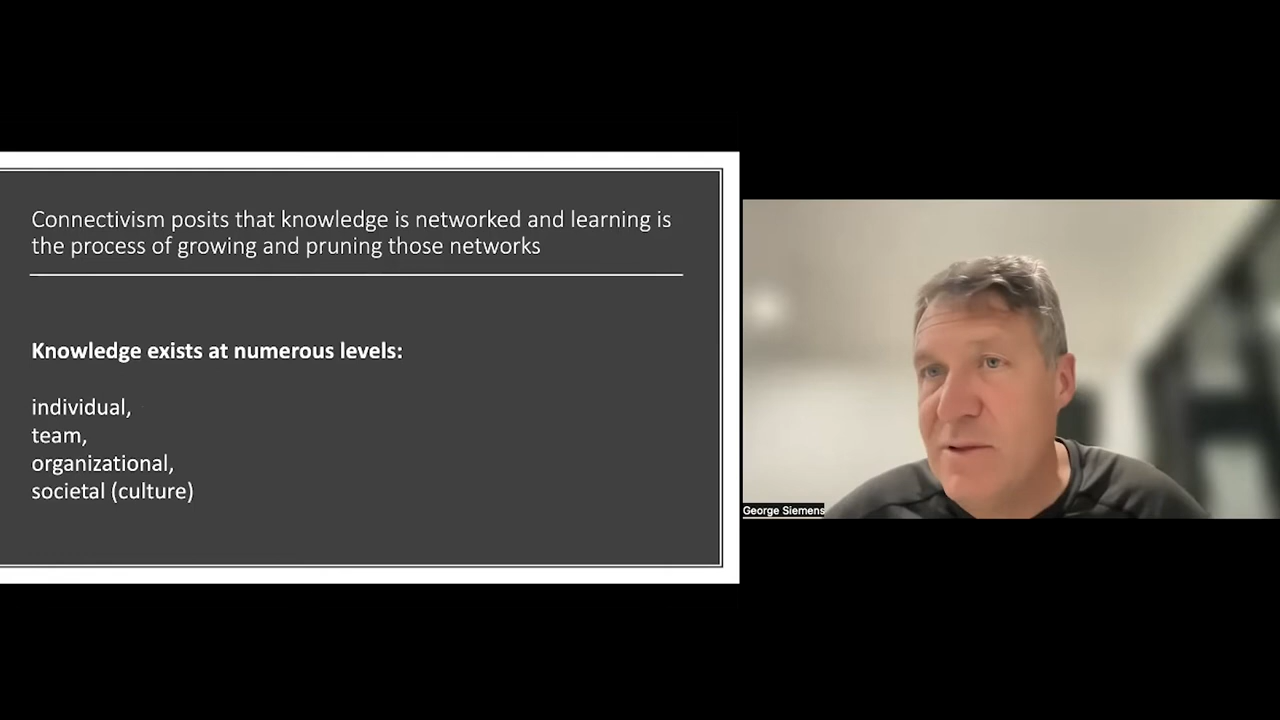 Connectivism posits that knowledge is networked and learning is
the process of growing and pruning those networks
Knowledge exists at numerous levels:
individual,
team,
organizational,
societal (culture)
George Siemens